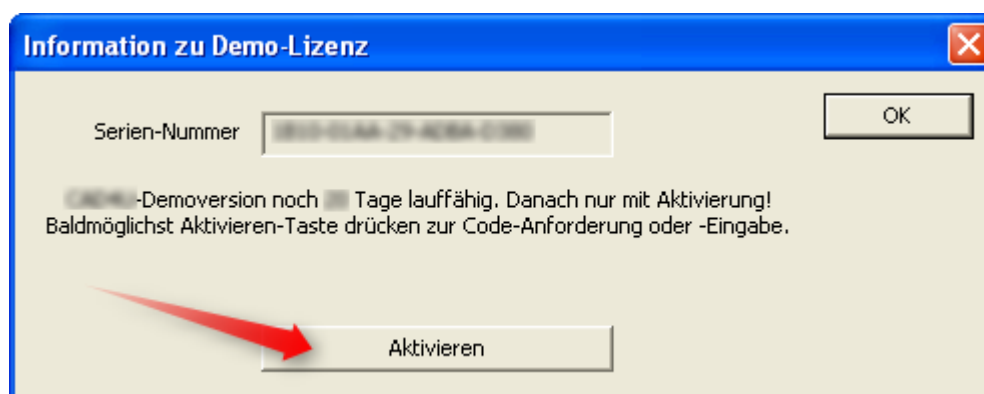 Information zu Demo-Lizenz
OK
Serien-Nummer
-Demoversion noch Tage lauffähig. Danach nur mit Aktivierung!
Baldmöglichst Aktivieren-Taste drücken zur Code-Anforderung oder -Eingabe.
Aktivieren